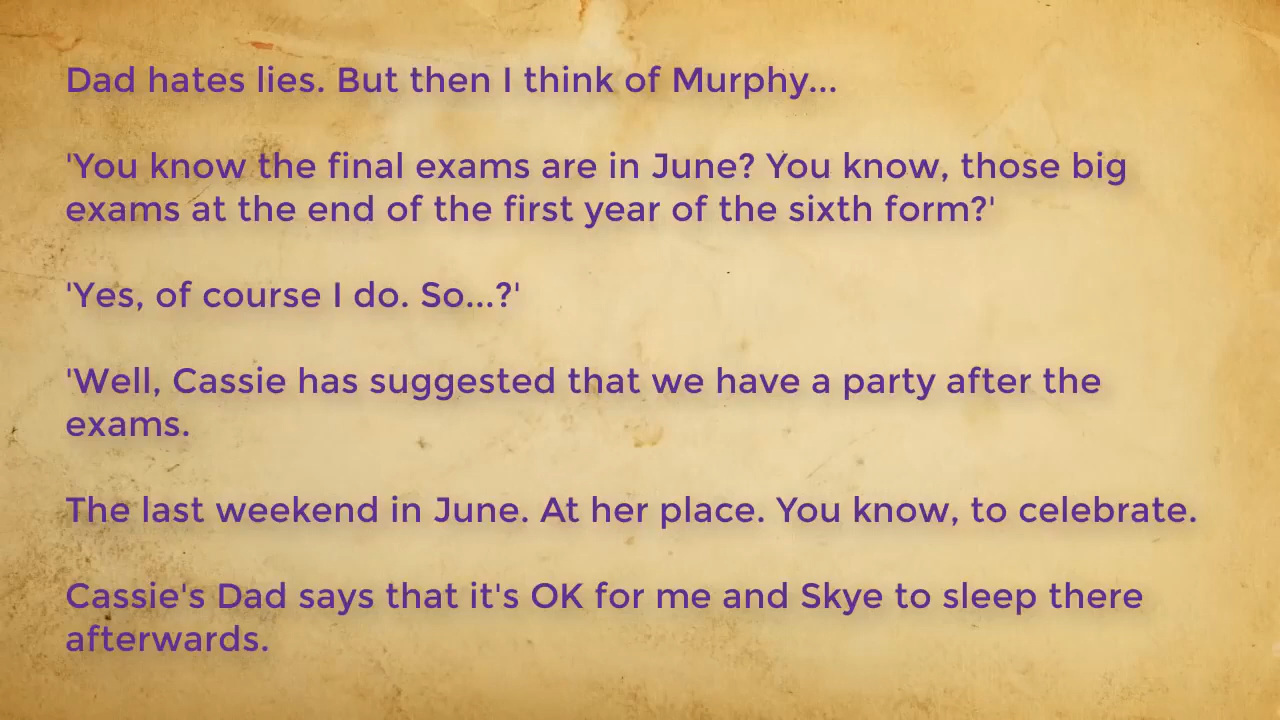 Dad hates lies. But then I think of Murphy...
'You know the final exams are in June? You know, those big
exams at the end of the first year of the sixth form?'
'Yes, of course I do. So...?'
'Well, Cassie has suggested that we have a party after the
exams.
The last weekend in June. At her place. You know, to celebrate.
Cassie's Dad says that it's OK for me and Skye to sleep there
afterwards.